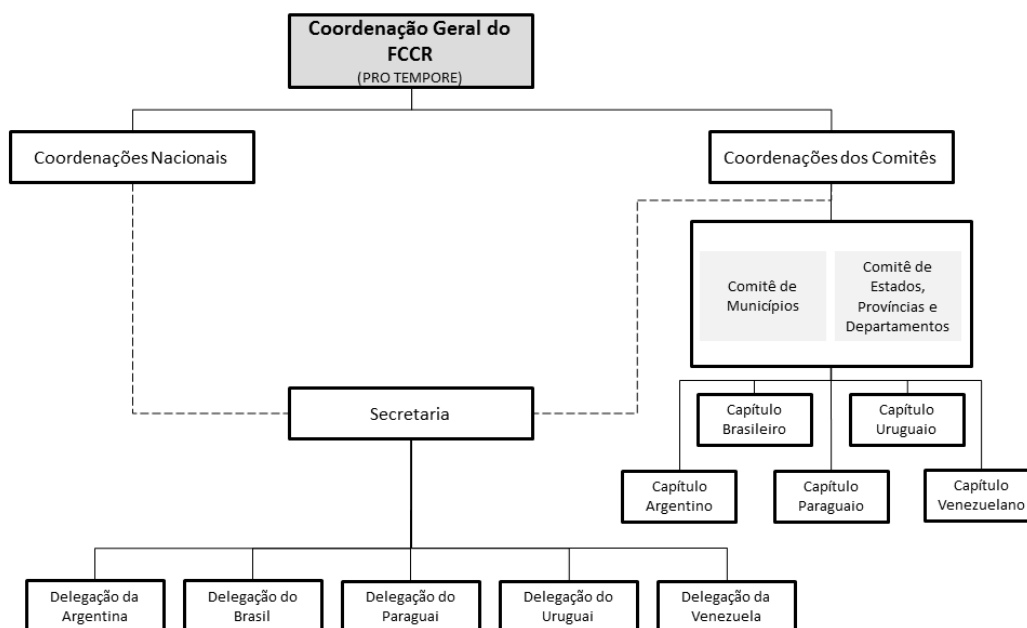 Coordenação Geral do
FCCR
(PRO TEMPORE)
Coordenações Nacionais
Coordenações dos Comitês
Comitê de
Municípios
Comitê de
Estados,
Províncias e
Departamentos
Secretaria
Capítulo
Brasileiro
Capítulo
Uruguaio
Capítulo
Argentino
Capítulo
Paraguaio
Capítulo
Venezuelano
Delegação da
Argentina
Delegação do
Brasil
Delegação do
Paraguai
Delegação do
Uruguai
Delegação da
Venezuela